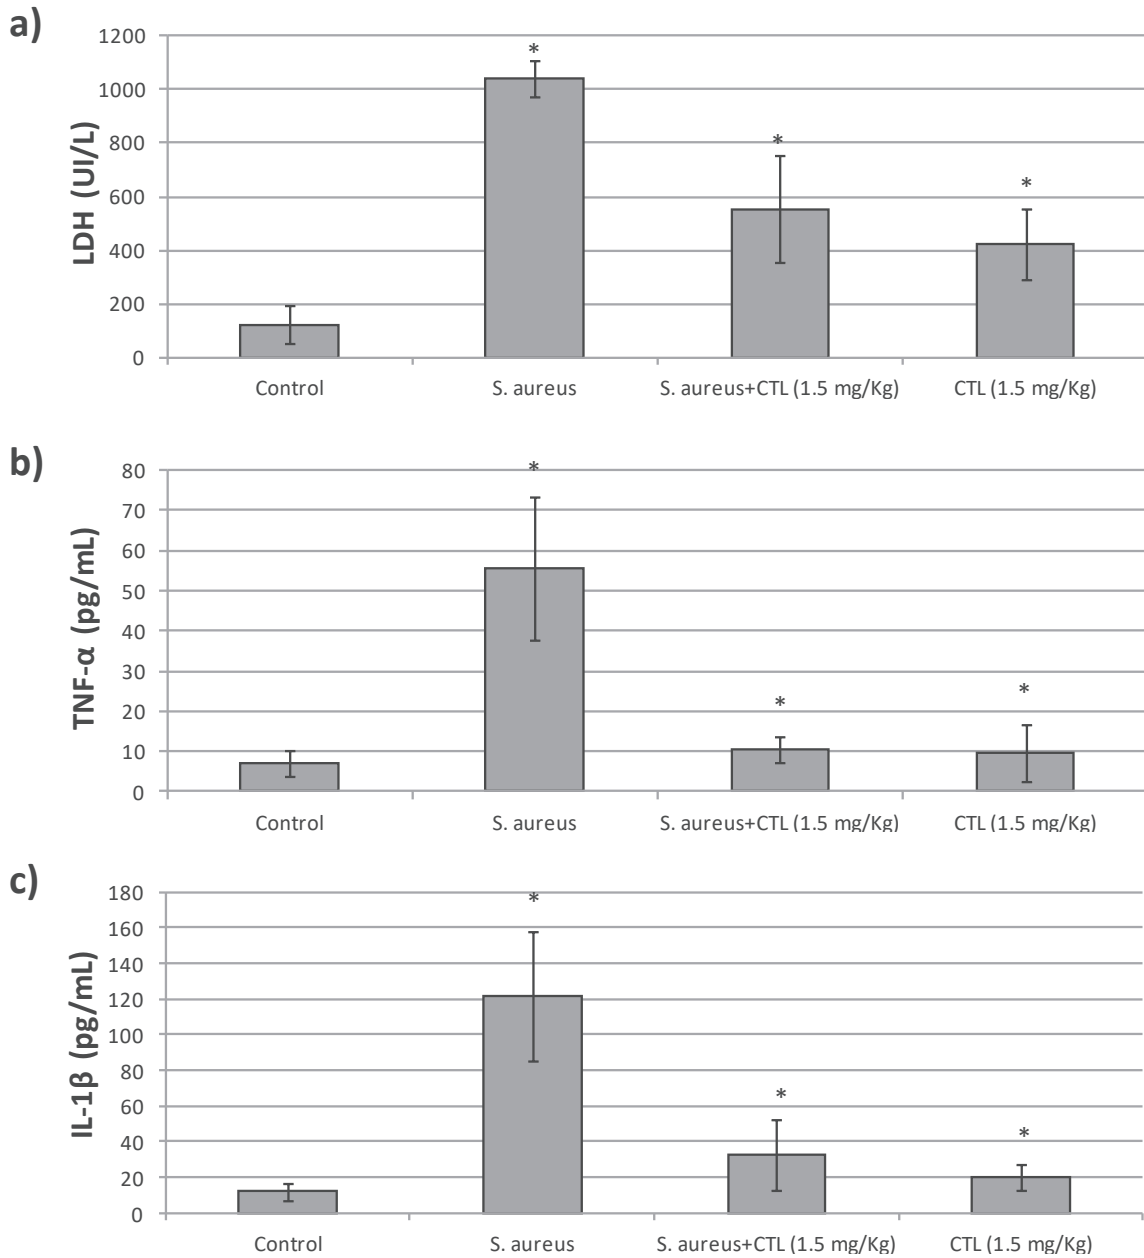 a)
LDH (UI/L)
1200
1000
800
600
400
200
0
*
*
*
Control
S. aureus
S. aureus+CTL (1.5 mg/Kg)
CTL (1.5 mg/Kg)
b)
TNF-α (pg/mL)
80
70
60
50
40
30
20
10
0
*
*
*
Control
S. aureus
S. aureus+CTL (1.5 mg/Kg)
CTL (1.5 mg/Kg)
c)
IL-1β (pg/mL)
180
160
140
120
100
80
60
40
20
0
*
*
*
Control
S. aureus
S. aureus+CTL (1.5 mg/Kg)
CTL (1.5 mg/Kg)